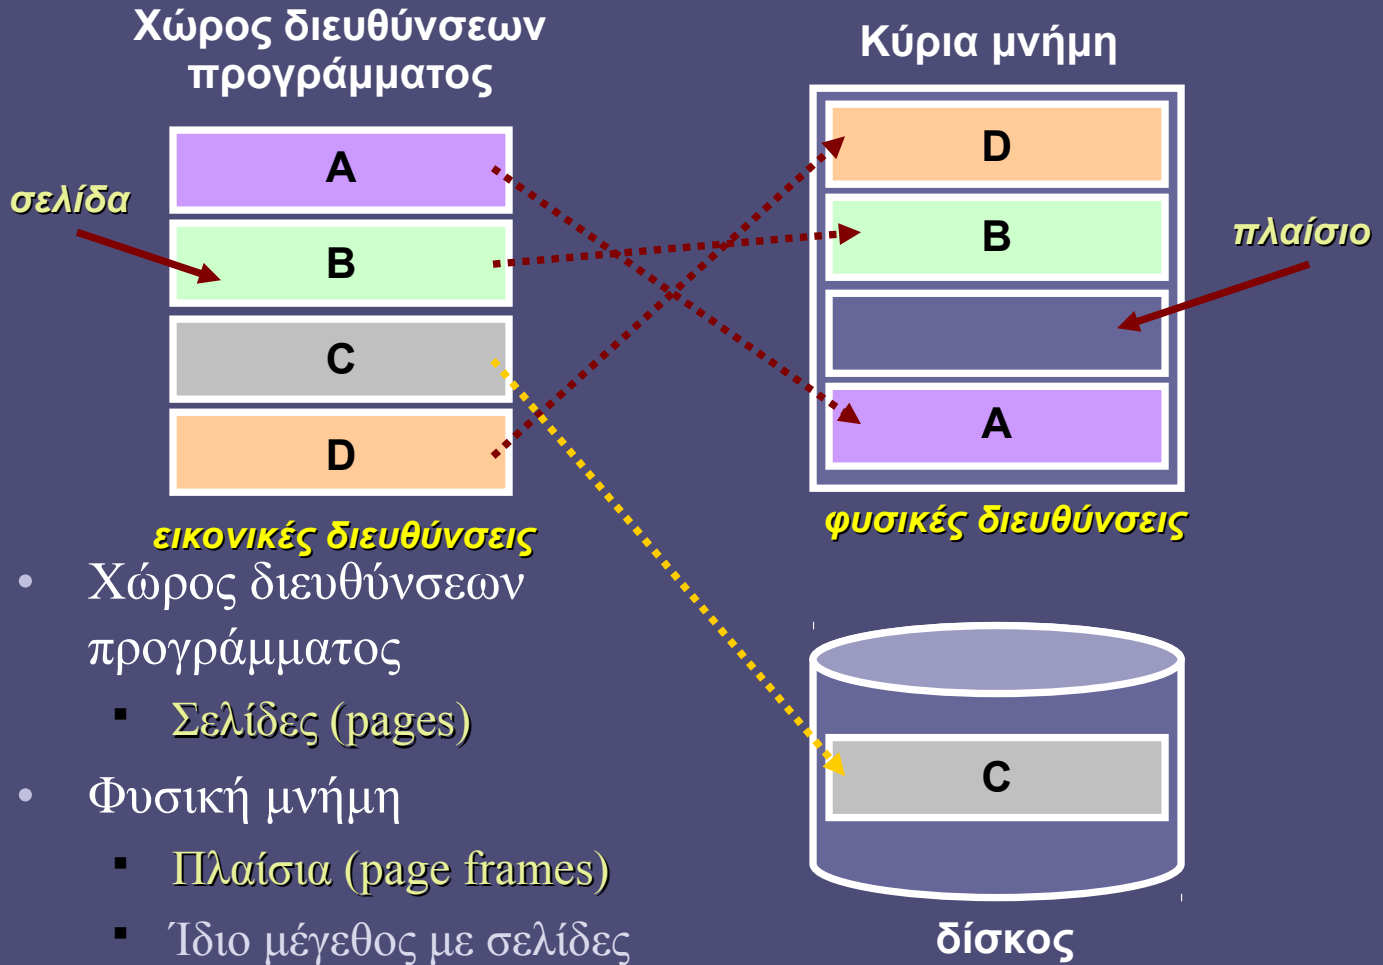 Χώρος διευθύνσεων
προγράμματος
Κύρια μνήμη
A
B
C
D
σελίδα
εικονικές διευθύνσεις
D
B
A
πλαίσιο
φυσικές διευθύνσεις
• Χώρος διευθύνσεων
προγράμματος
▪ Σελίδες (pages)
• Φυσική μνήμη
▪ Πλαίσια (page frames)
▪ Ίδιο μέγεθος με σελίδες
C
δίσκος